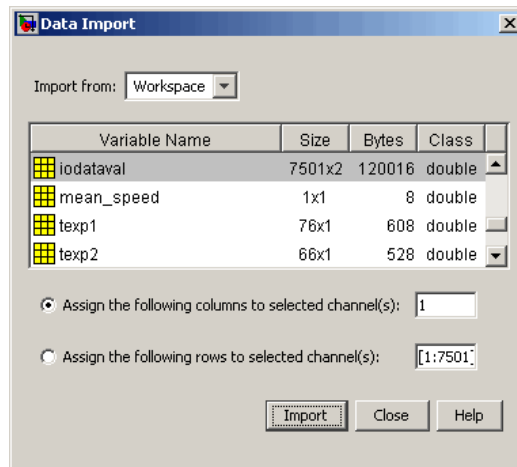 Data Import
Import from: Workspace
Variable Name Size Bytes Class
iodataval 7501x2 120016 double
mean_speed 1x1 8 double
texp1 76x1 608 double
texp2 66x1 528 double
Assign the following columns to selected channel(s): 1
Assign the following rows to selected channel(s): [1:7501]
Import Close Help